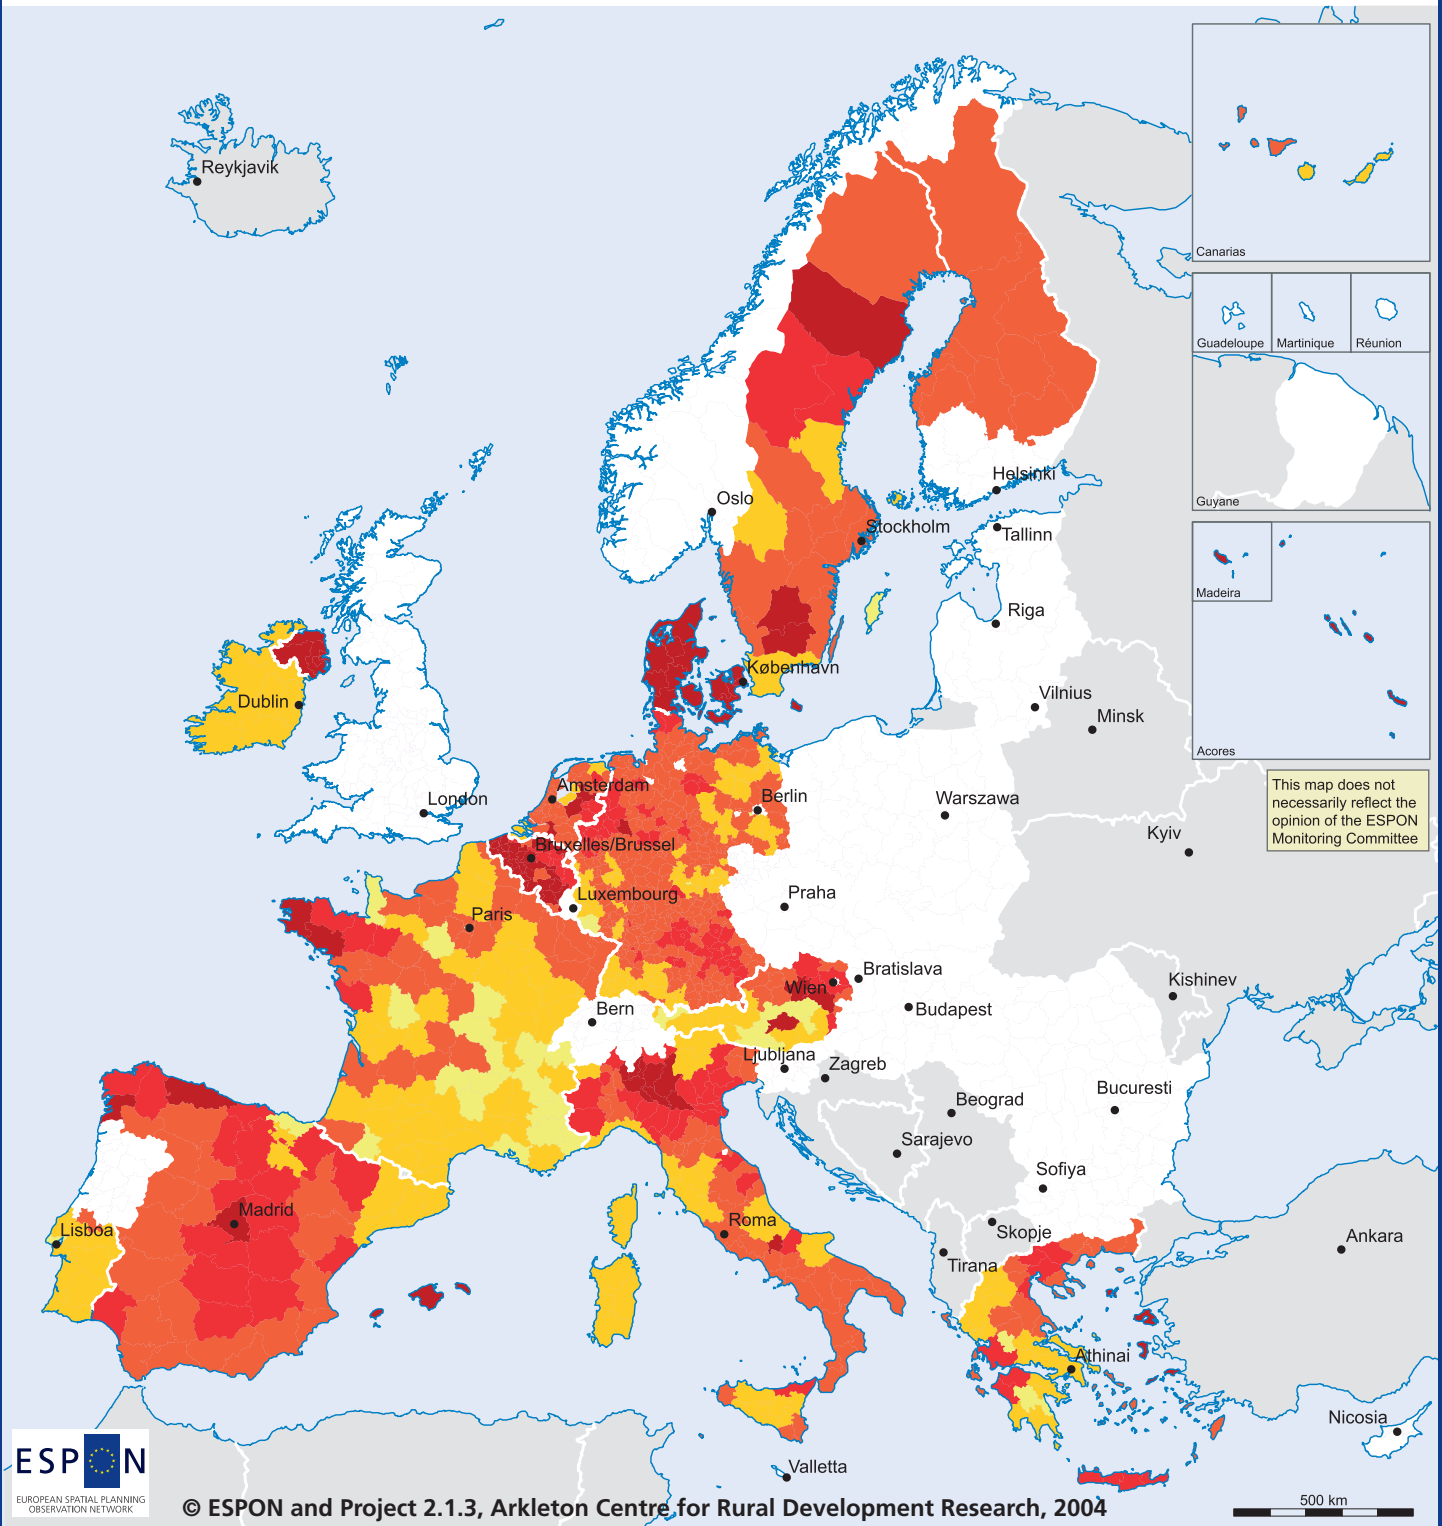 Reykjavik
Canarias
Guadeloupe
Martinique
Réunion
Guyane
Helsinki
Oslo
Stockholm
Tallinn
Madeira
Riga
København
Dublin
Vilnius
Minsk
Acores
This map does not
necessarily reflect the
opinion of the ESPON
Monitoring Committee
Amsterdam
London
Berlin
Warszawa
Kyiv
Bruxelles/Brussel
Luxembourg
Praha
Paris
Bratislava
Wien
Kishinev
Bern
Budapest
Ljubljana
Zagreb
Bucuresti
Beograd
Sarajevo
Sofiya
Madrid
Roma
Lisboa
Skopje
Ankara
Tirana
Athinai
Nicosia
Valletta
ESPON
EUROPEAN SPATIAL PLANNING
OBSERVATION NETWORK
© ESPON and Project 2.1.3, Arkleton Centre for Rural Development Research, 2004
500 km